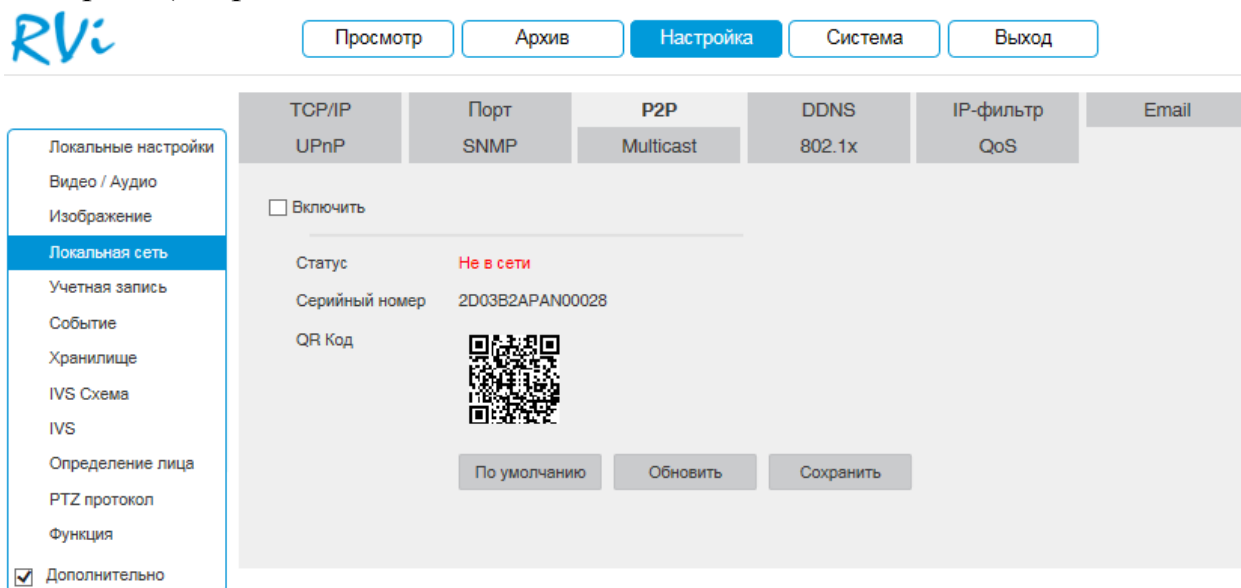 RVi
Просмотр Архив Настройка Система Выход
TCP/IP Порт P2P DDNS IP-фильтр Email
UPnP SNMP Multicast 802.1x QoS
Локальные настройки
Видео / Аудио
Изображение
Локальная сеть
Учетная запись
Событие
Хранилище
IVS Схема
IVS
Определение лица
PTZ протокол
Функция
Дополнительно
Включить
Статус Не в сети
Серийный номер 2D03B2APAN00028
QR Код
По умолчанию Обновить Сохранить